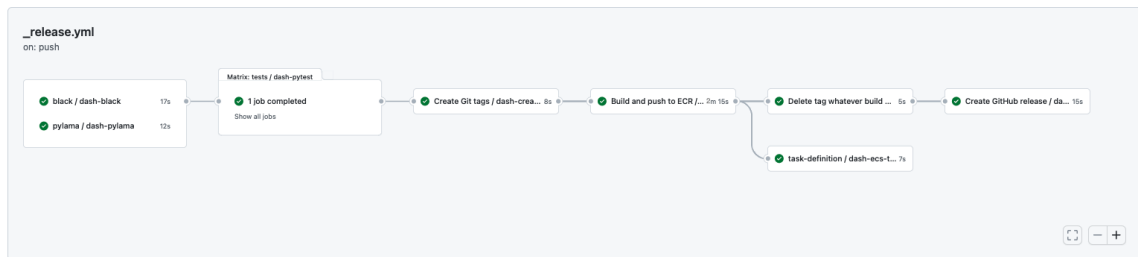 _release.yml
on: push
black / dash-black 17s
pylama / dash-pylama 12s
Matrix: tests / dash-pytest
1 job completed
Show all jobs
Create Git tags / dash-crea... 8s
Build and push to ECR /... 2m 15s
Delete tag whatever build ... 5s
Create GitHub release / da... 15s
task-definition / dash-ecs-t... 7s